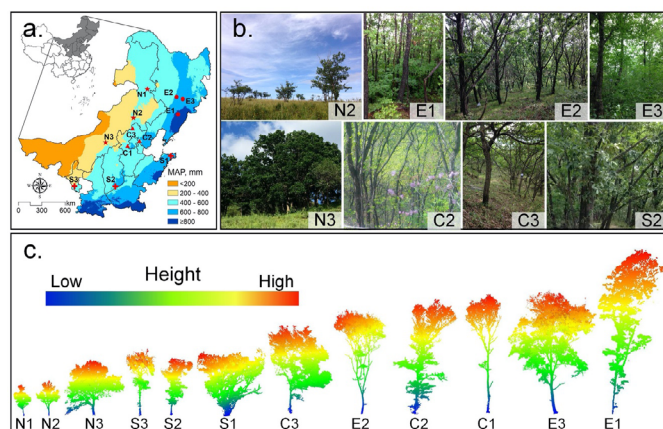 a.
N1
E2
E3
E1
N2
C3
C2
N3
C1
S1
S3
S2
MAP, mm
<200
200 - 400
400 - 600
600 - 800
≥800
0 300 600 900 km
b.
N2
E1
E2
E3
N3
C2
C3
S2
c.
Height
Low High
N1 N2 N3 S3 S2 S1 C3 E2 C2 C1 E3 E1